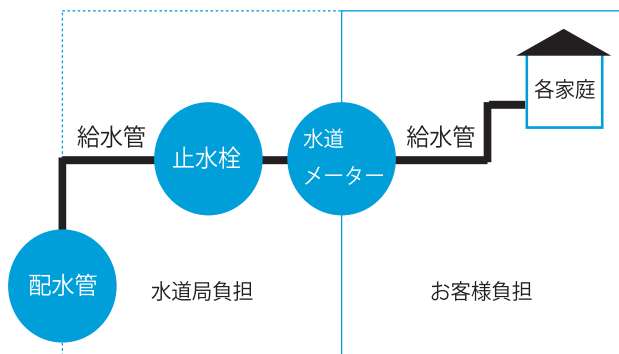 給水管
止水栓
水道
メーター
給水管
各家庭
配水管
水道局負担
お客様負担